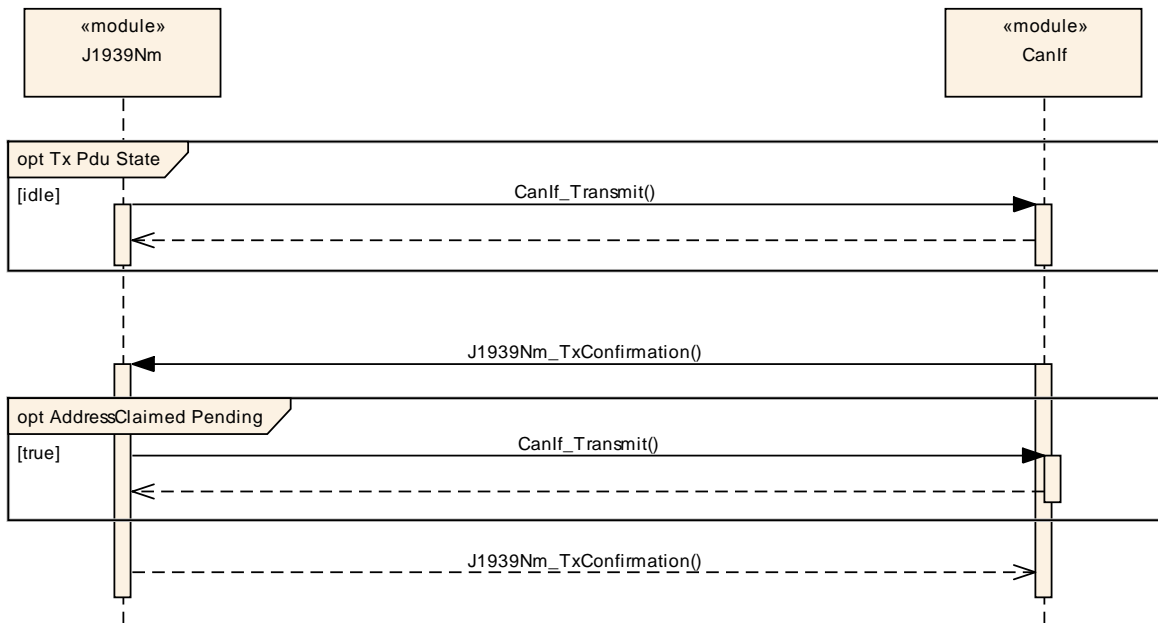 «module»
J1939Nm
«module»
CanIf
opt Tx Pdu State
[idle]
CanIf_Transmit()
J1939Nm_TxConfirmation()
opt AddressClaimed Pending
[true]
CanIf_Transmit()
J1939Nm_TxConfirmation()